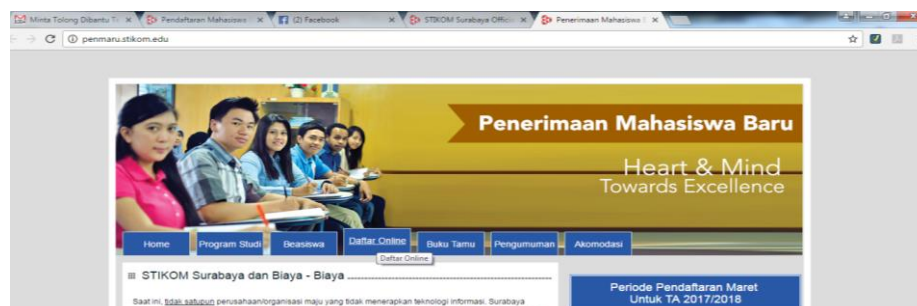 Minta Tolong Dibantu T
Pendaftaran Mahasiswa
(2) Facebook
STIKOM Surabaya Offici
Penerimaan Mahasiswa
penmaru.stikom.edu
Penerimaan Mahasiswa Baru
Heart & Mind
Towards Excellence
Home
Program Studi
Beasiswa
Daftar Online
Buku Tamu
Pengumuman
Akomodasi
Daftar Online
STIKOM Surabaya dan Biaya - Biaya
Saat ini, tidak satupun perusahaan/organisasi maju yang tidak menerapkan teknologi informasi. Surabaya
Periode Pendaftaran Maret
Untuk TA 2017/2018